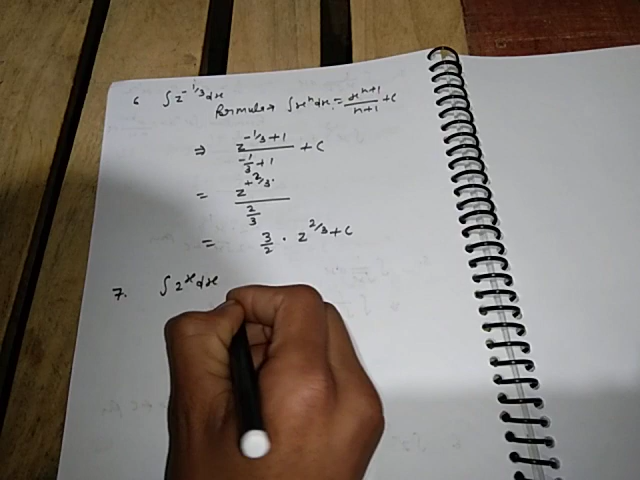 6 ∫ z^-1/3 dx
formula → ∫x^n dx = x^n+1/n+1 + c
⇒ z^-1/3+1 / -1/3+1 + c
= z^+2/3 / 2/3
= 3/2 · z^2/3 + c
7. ∫ 2^x dx